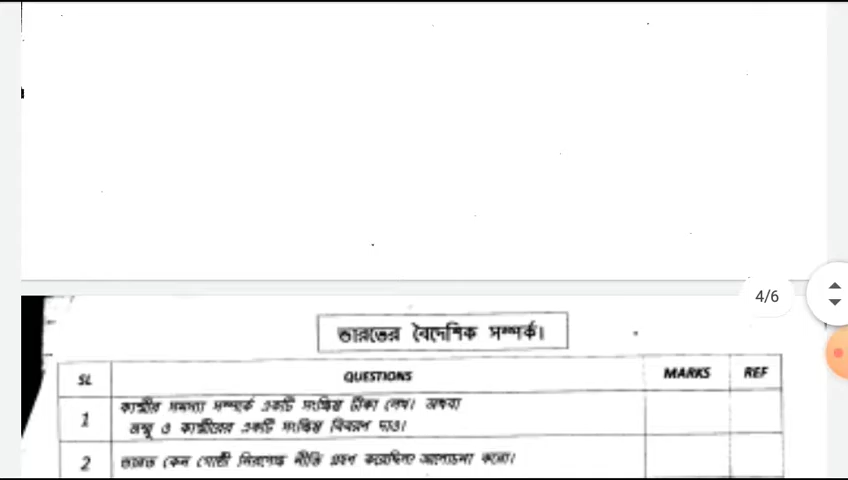 4/6
ভারতের বৈদেশিক সম্পর্ক।
SL QUESTIONS MARKS REF
1 কাশ্মীর সমস্যা সম্পর্কে একটি সংক্ষিপ্ত টীকা লেখ। অথবা
জম্মু ও কাশ্মীরের একটি সংক্ষিপ্ত বিবরণ দাও।
2 ভারত কেন গোষ্ঠী নিরপেক্ষ নীতি গ্রহণ করেছিল? আলোচনা করো।